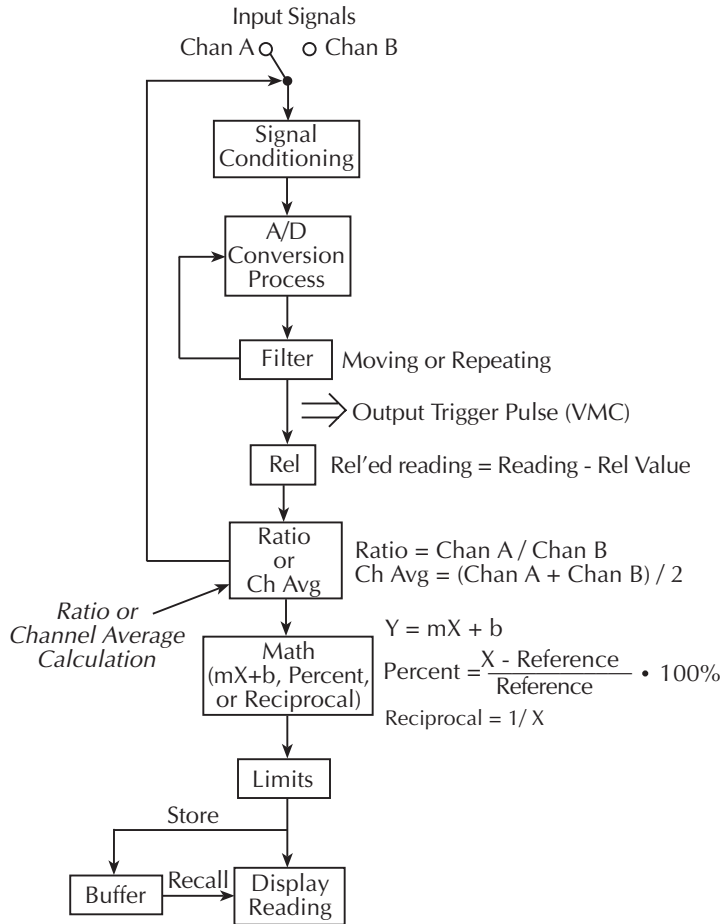 Input Signals
Chan A
Chan B
Signal
Conditioning
A/D
Conversion
Process
Filter
Moving or Repeating
Output Trigger Pulse (VMC)
Rel
Rel'ed reading = Reading - Rel Value
Ratio
or
Ch Avg
Ratio = Chan A / Chan B
Ch Avg = (Chan A + Chan B) / 2
Ratio or
Channel Average
Calculation
Math
(mX+b, Percent,
or Reciprocal)
Y = mX + b
Percent = X - Reference / Reference • 100%
Reciprocal = 1/ X
Limits
Store
Buffer
Recall
Display
Reading